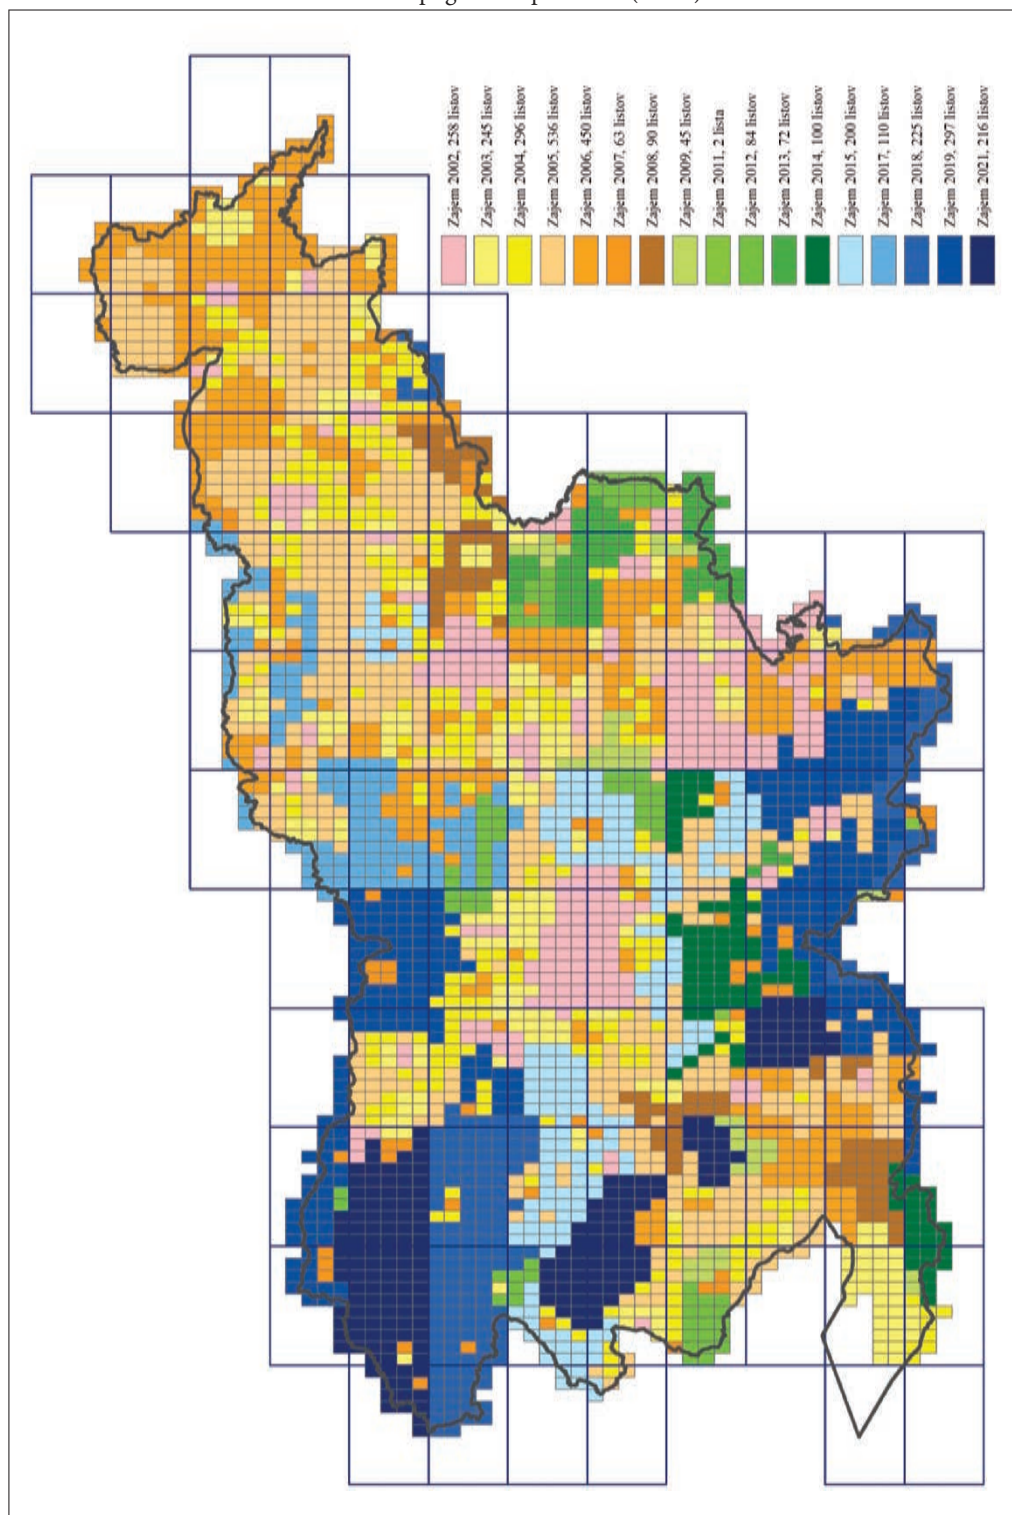 Zajem 2002, 258 listov
Zajem 2003, 245 listov
Zajem 2004, 296 listov
Zajem 2005, 536 listov
Zajem 2006, 450 listov
Zajem 2007, 63 listov
Zajem 2008, 90 listov
Zajem 2009, 45 listov
Zajem 2011, 2 lista
Zajem 2012, 84 listov
Zajem 2013, 72 listov
Zajem 2014, 100 listov
Zajem 2015, 200 listov
Zajem 2017, 110 listov
Zajem 2018, 225 listov
Zajem 2019, 297 listov
Zajem 2021, 216 listov